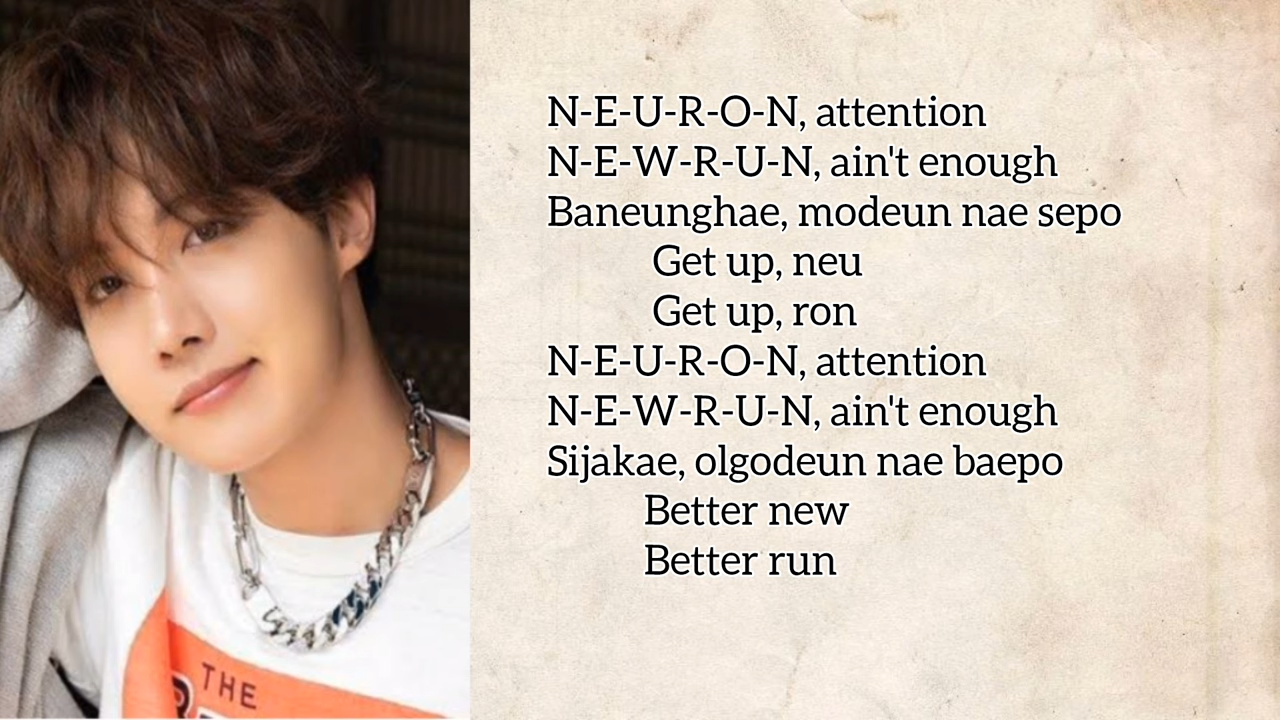 N-E-U-R-O-N, attention
N-E-W-R-U-N, ain't enough
Baneunghae, modeun nae sepo
Get up, neu
Get up, ron
N-E-U-R-O-N, attention
N-E-W-R-U-N, ain't enough
Sijakae, olgodeun nae baepo
Better new
Better run
THE